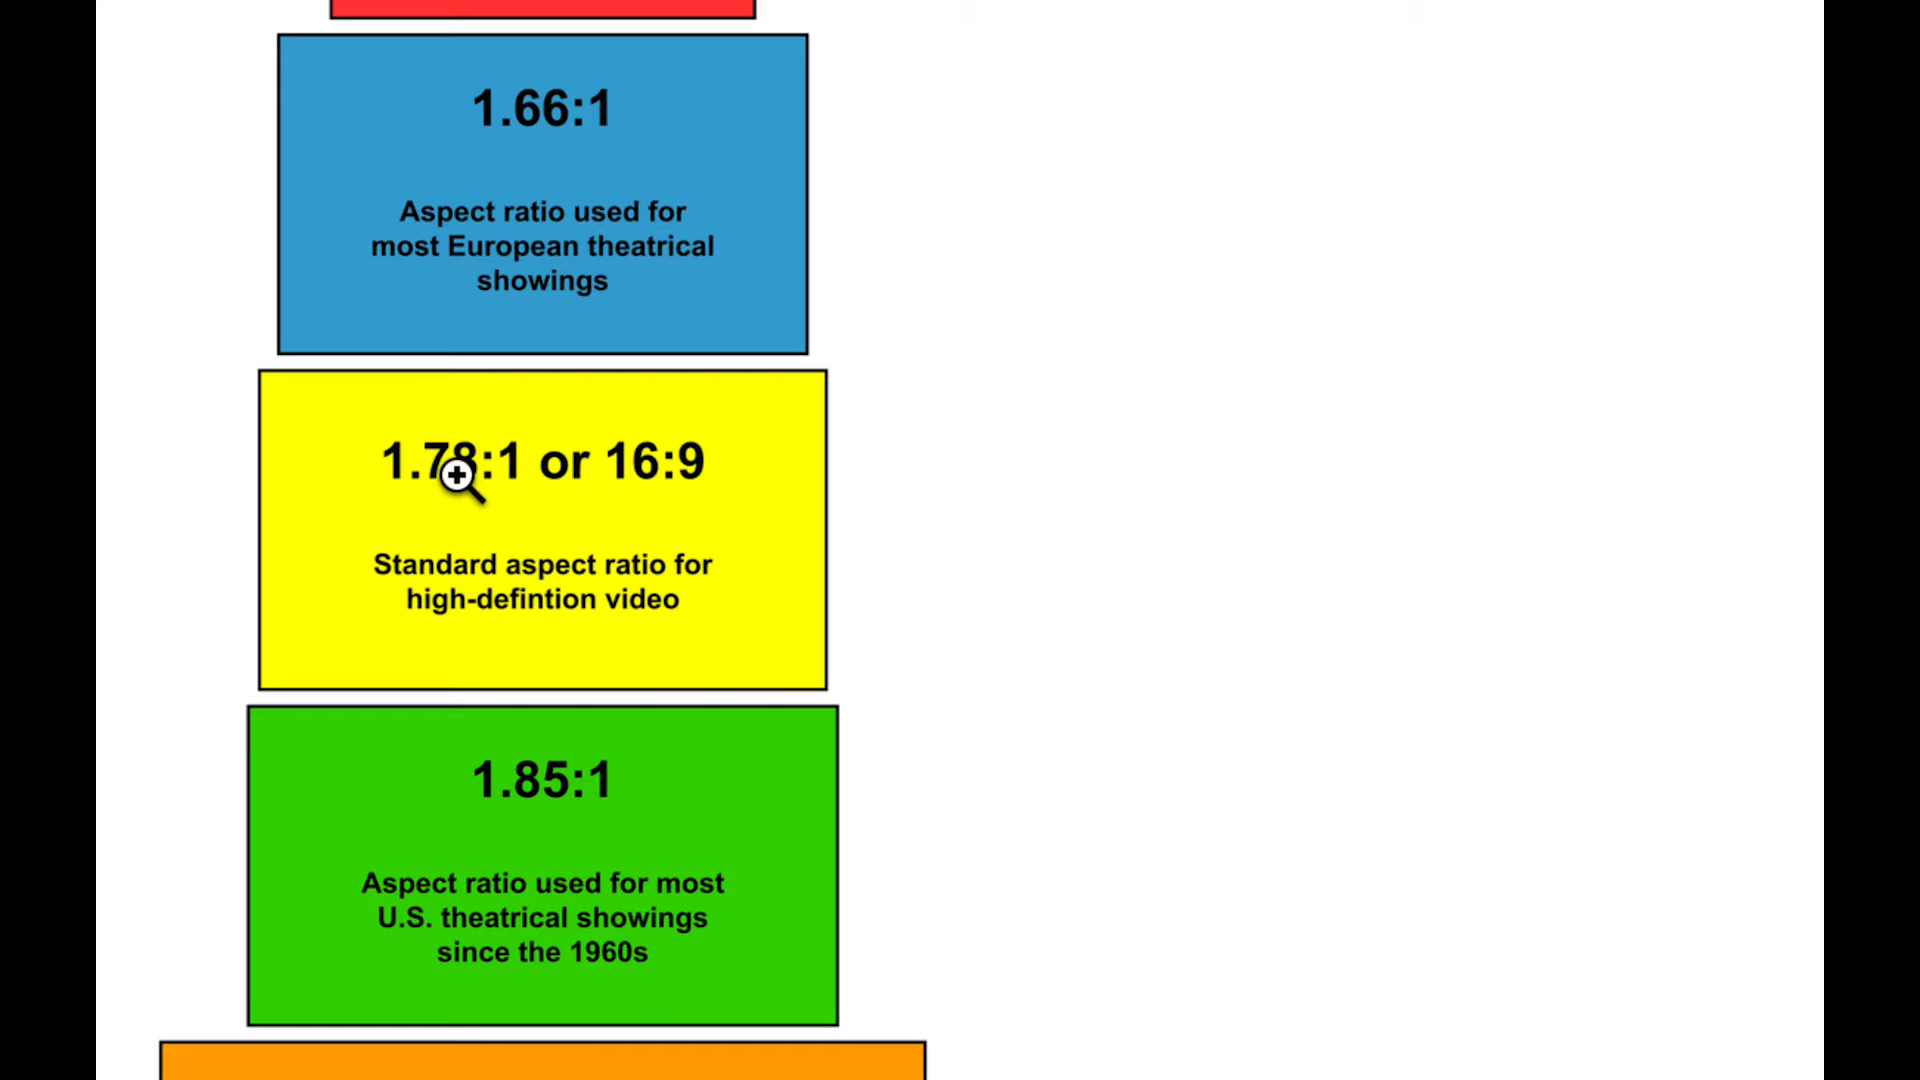 1.66:1
Aspect ratio used for
most European theatrical
showings
1.78:1 or 16:9
Standard aspect ratio for
high-defintion video
1.85:1
Aspect ratio used for most
U.S. theatrical showings
since the 1960s